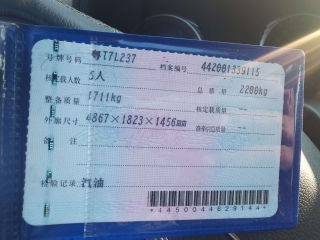 号牌号码 粤T7L237 档案编号 442001339115
核定载人数 5人 总质量 2280kg
整备质量 1711kg 核定载质量 --
外廓尺寸 4867×1823×1456mm 准牵引总质量 --
备注
检验记录 汽油
*4450044629144*